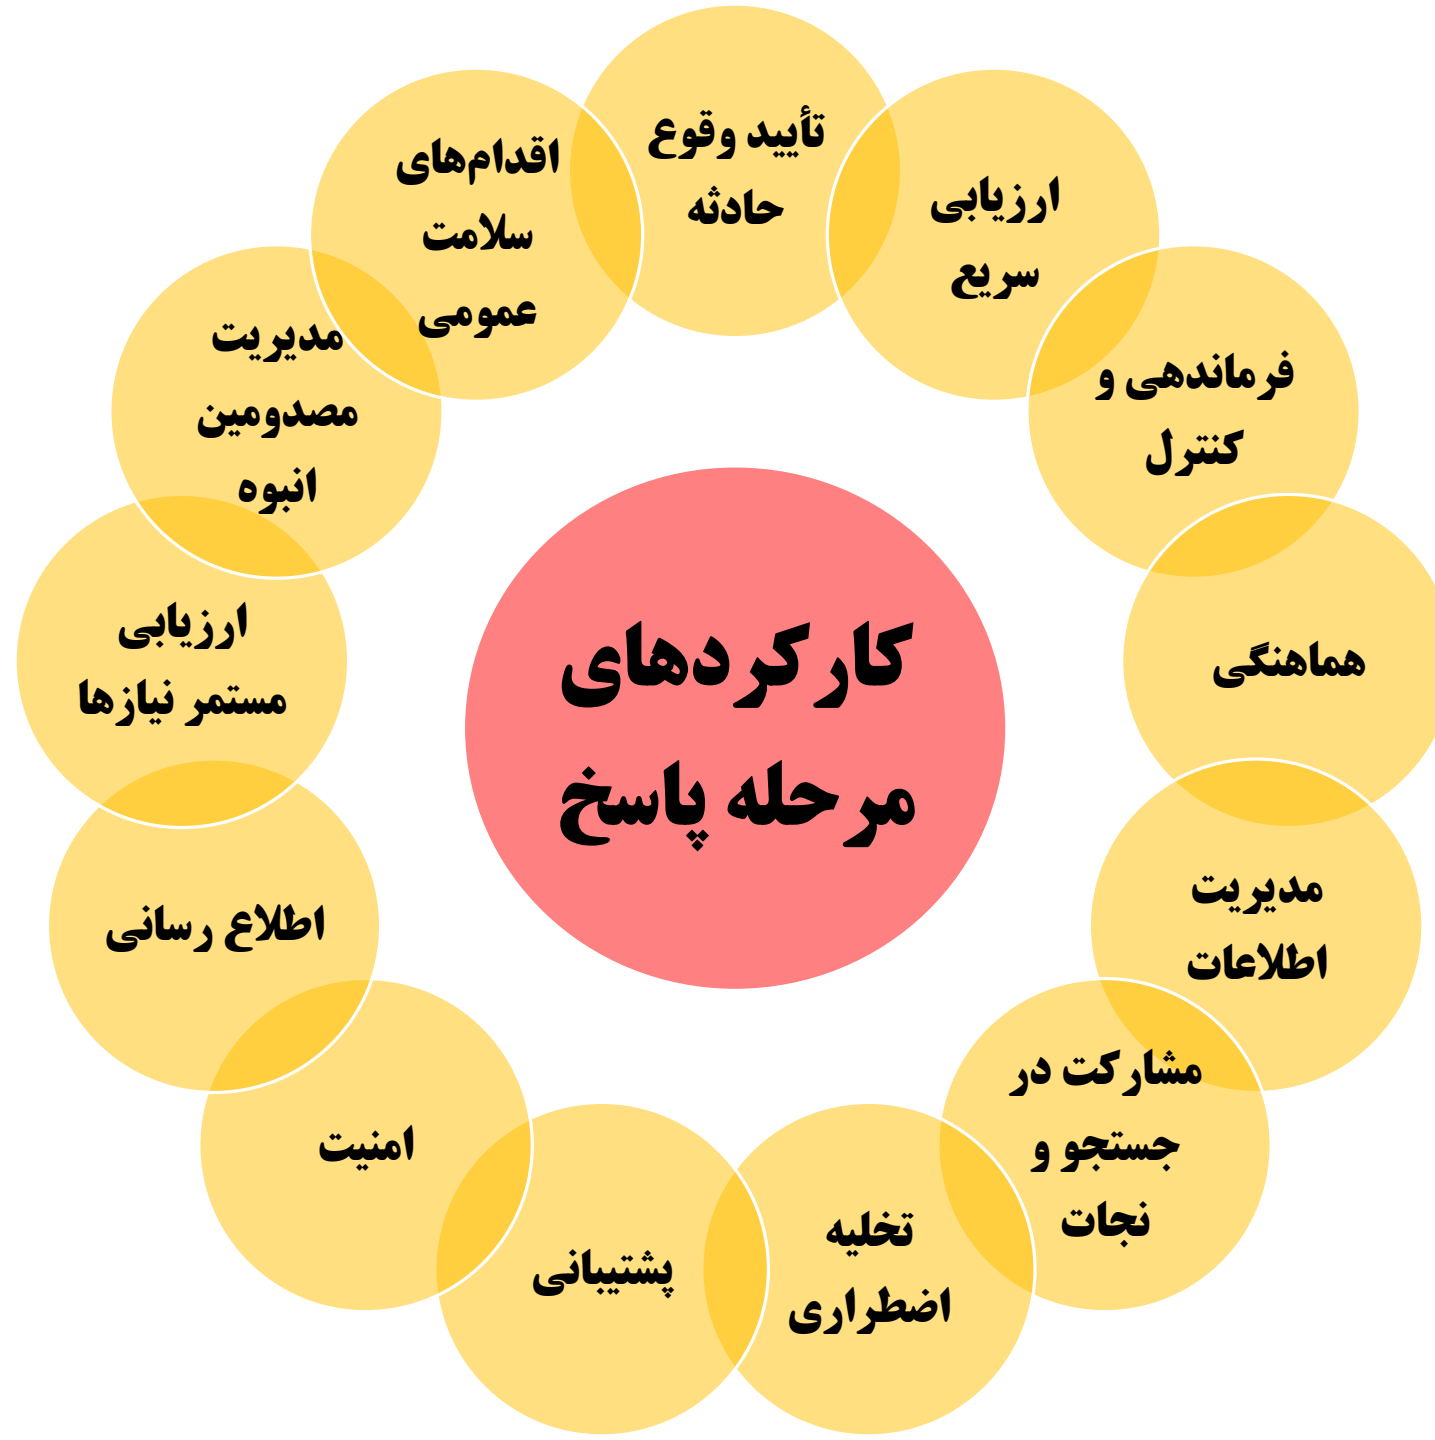 تأیید وقوع
حادثه
ارزیابی
سریع
فرماندهی و
کنترل
هماهنگی
مدیریت
اطلاعات
مشارکت در
جستجو و
نجات
تخلیه
اضطراری
پشتیبانی
امنیت
اطلاع رسانی
ارزیابی
مستمر نیازها
مدیریت
مصدومین
انبوه
اقدام‌های
سلامت
عمومی
کارکردهای
مرحله پاسخ